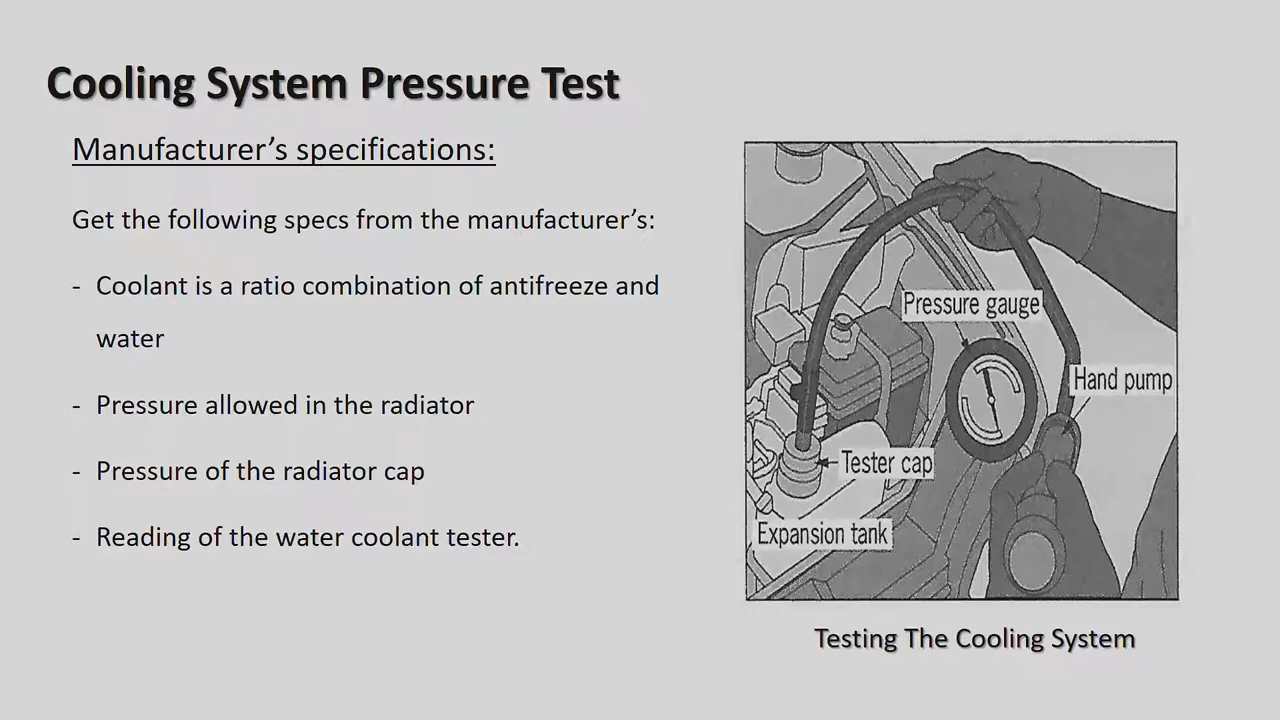 Cooling System Pressure Test
Manufacturer’s specifications:
Get the following specs from the manufacturer’s:
- Coolant is a ratio combination of antifreeze and
water
- Pressure allowed in the radiator
- Pressure of the radiator cap
- Reading of the water coolant tester.
Pressure gauge
Hand pump
Tester cap
Expansion tank
Testing The Cooling System